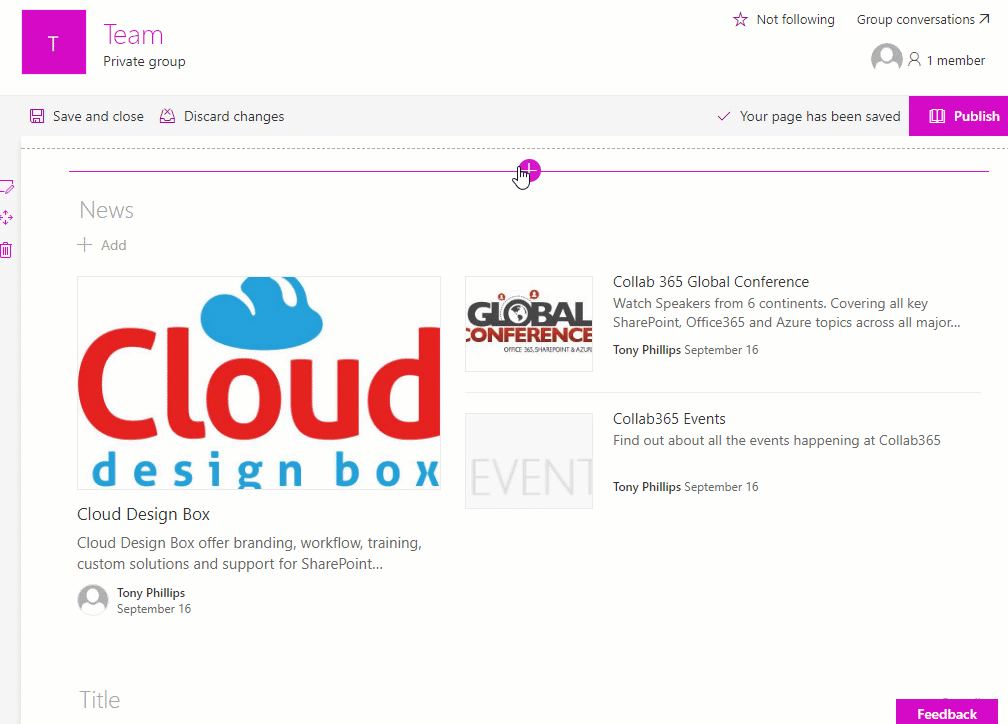 T
Team
Private group
Not following
Group conversations
1 member
Save and close
Discard changes
Your page has been saved
Publish
News
Add
Cloud
design box
Cloud Design Box
Cloud Design Box offer branding, workflow, training,
custom solutions and support for SharePoint...
Tony Phillips
September 16
GLOBAL
CONFERENCE
OFFICE 365, SHAREPOINT & AZUR
Collab 365 Global Conference
Watch Speakers from 6 continents. Covering all key
SharePoint, Office365 and Azure topics across all major...
Tony Phillips September 16
EVENT
Collab365 Events
Find out about all the events happening at Collab365
Tony Phillips September 16
Title
Feedback